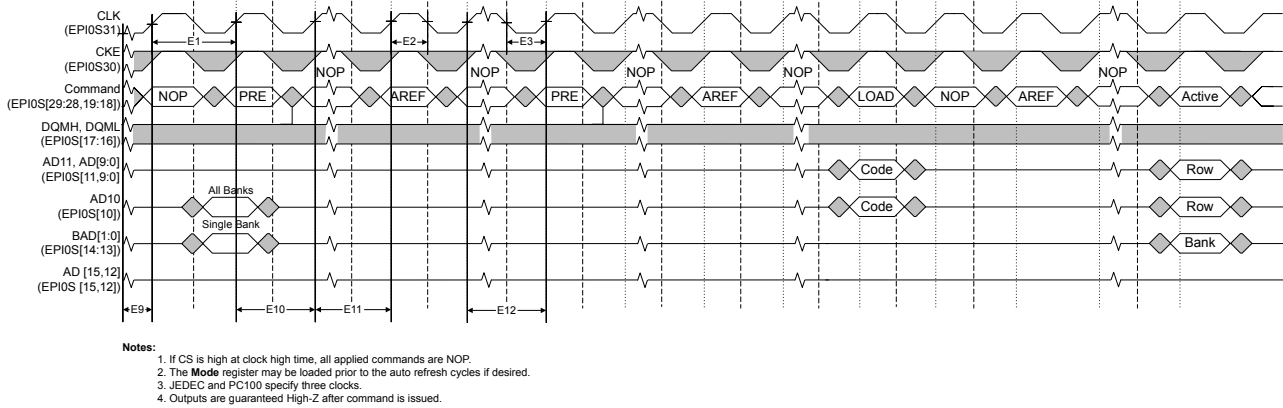 CLK
(EPI0S31)
E1
E2
E3
CKE
(EPI0S30)
NOP
NOP
NOP
NOP
NOP
Command
(EPI0S[29:28,19:18])
NOP
PRE
AREF
PRE
AREF
LOAD
NOP
AREF
Active
DQMH, DQML
(EPI0S[17:16])
AD11, AD[9:0]
(EPI0S[11,9:0]
Code
Row
All Banks
AD10
(EPI0S[10])
Code
Row
Single Bank
BAD[1:0]
(EPI0S[14:13])
Bank
AD [15,12]
(EPI0S [15,12])
E9
E10
E11
E12
Notes:
1. If CS is high at clock high time, all applied commands are NOP.
2. The Mode register may be loaded prior to the auto refresh cycles if desired.
3. JEDEC and PC100 specify three clocks.
4. Outputs are guaranteed High-Z after command is issued.